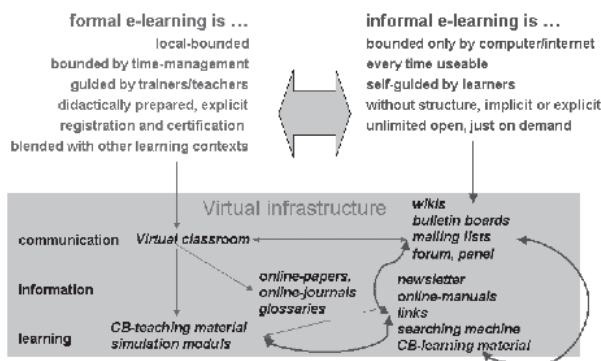 formal e-learning is …
local-bounded
bounded by time-management
guided by trainers/teachers
didactically prepared, explicit
registration and certification
blended with other learning contexts
informal e-learning is …
bounded only by computer/internet
every time useable
self-guided by learners
without structure, implicit or explicit
unlimited open, just on demand
Virtual infrastructure
communication
Virtual classroom
wikis
bulletin boards
mailing lists
forum, panel
information
online-papers,
online-journals
glossaries
newsletter
online-manuals
links
searching machine
CB-learning material
learning
CB-teaching material
simulation moduls